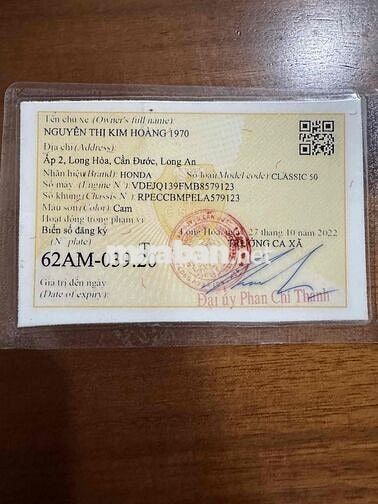 Tên chủ xe (Owner's full name):
NGUYỄN THỊ KIM HOÀNG 1970
Địa chỉ (Address):
Ấp 2, Long Hòa, Cần Đước, Long An
Nhãn hiệu(Brand): HONDA Số loại(Model code): CLASSIC 50
Số máy (Engine N°): VDEJQ139FMB8579123
Số khung(Chassis N°): RPECCBMPELA579123
Màu sơn (Color): Cam
Hoạt động trong phạm vi
Biển số đăng ký Long Hòa, 27 tháng 10 năm 2022
(N° plate) TRƯỞNG CA XÃ
62AM-039.20
muaban.net
Giá trị đến ngày
(Date of expiry): Đại úy Phan Chí Thanh